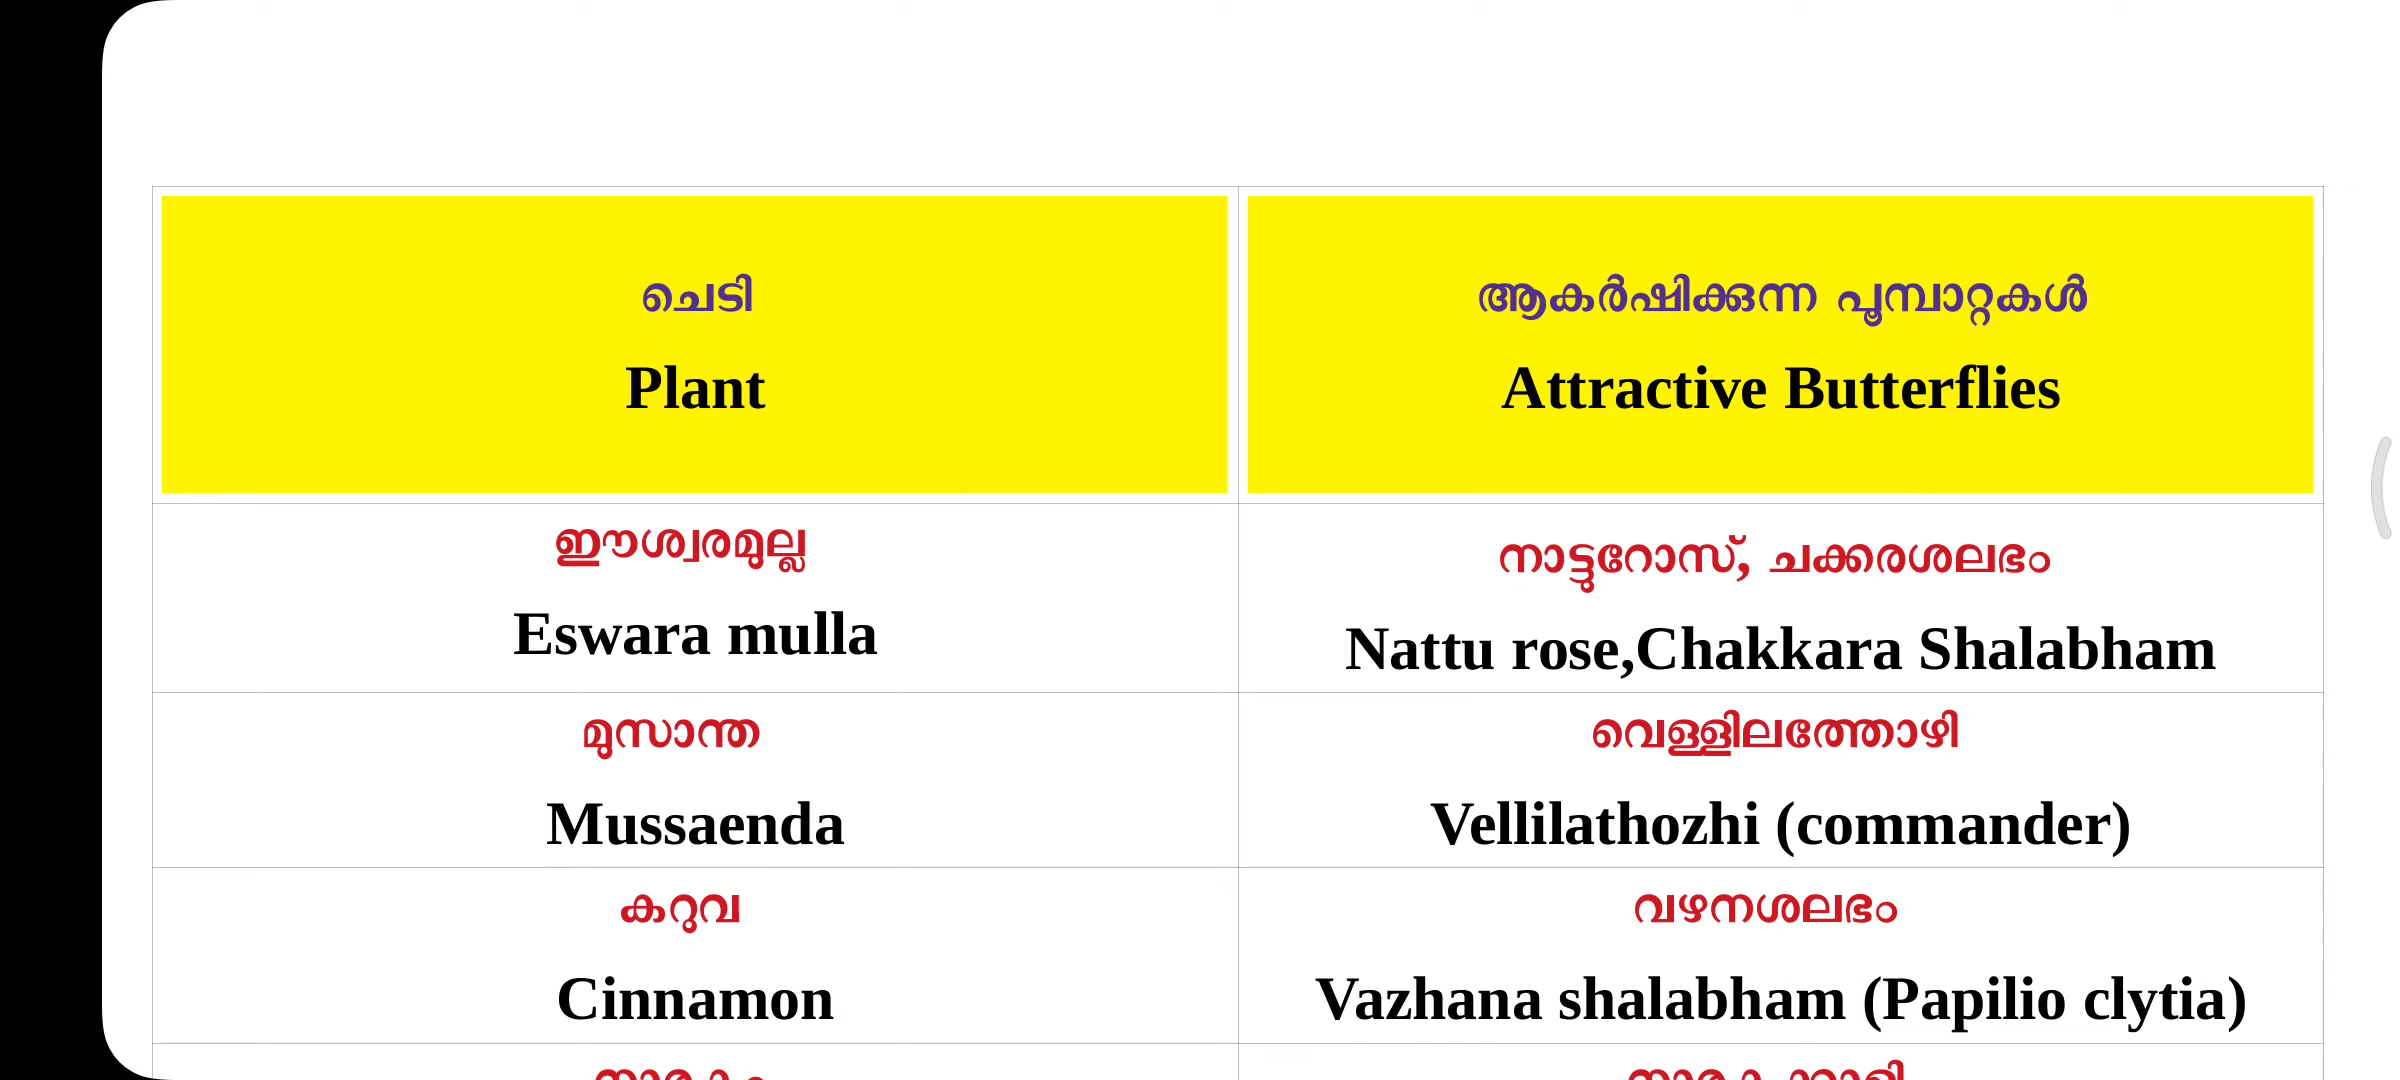 ചെടി
Plant
ആകർഷിക്കുന്ന പൂമ്പാറ്റകൾ
Attractive Butterflies
ഈശ്വരമുല്ല
Eswara mulla
നാട്ടുറോസ്, ചക്കരശലഭം
Nattu rose,Chakkara Shalabham
മുസാന്ത
Mussaenda
വെള്ളിലത്തോഴി
Vellilathozhi (commander)
കറുവ
Cinnamon
വഴനശലഭം
Vazhana shalabham (Papilio clytia)